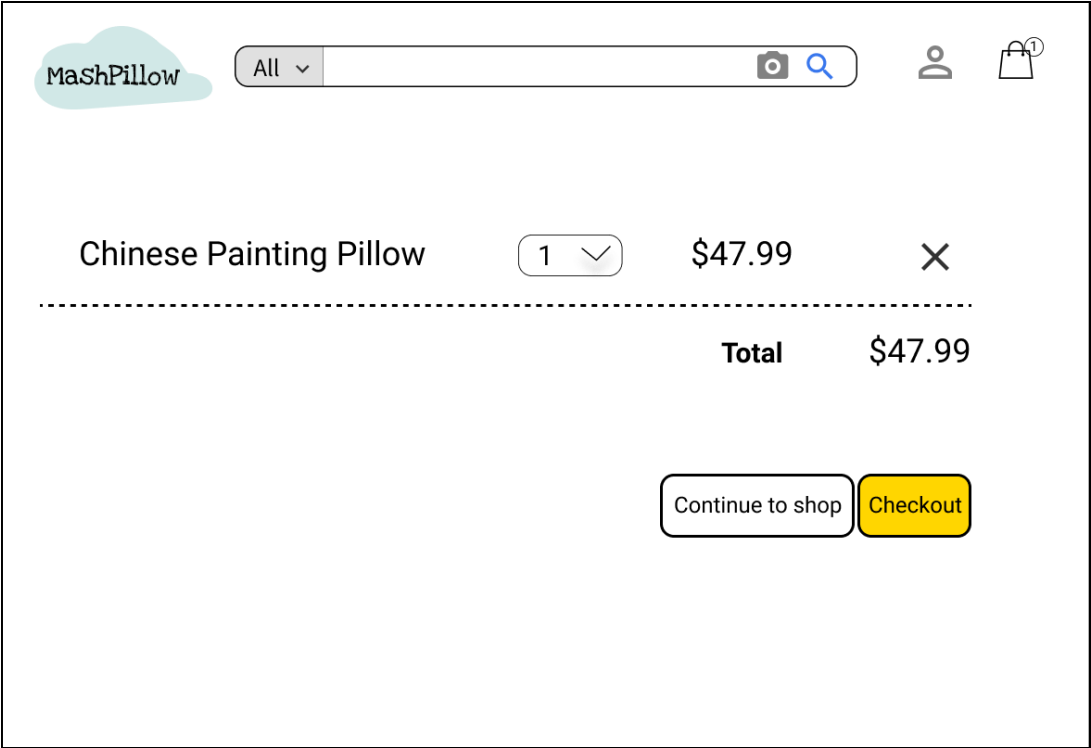 MashPillow
All
1
Chinese Painting Pillow 1 $47.99
Total $47.99
Continue to shop Checkout